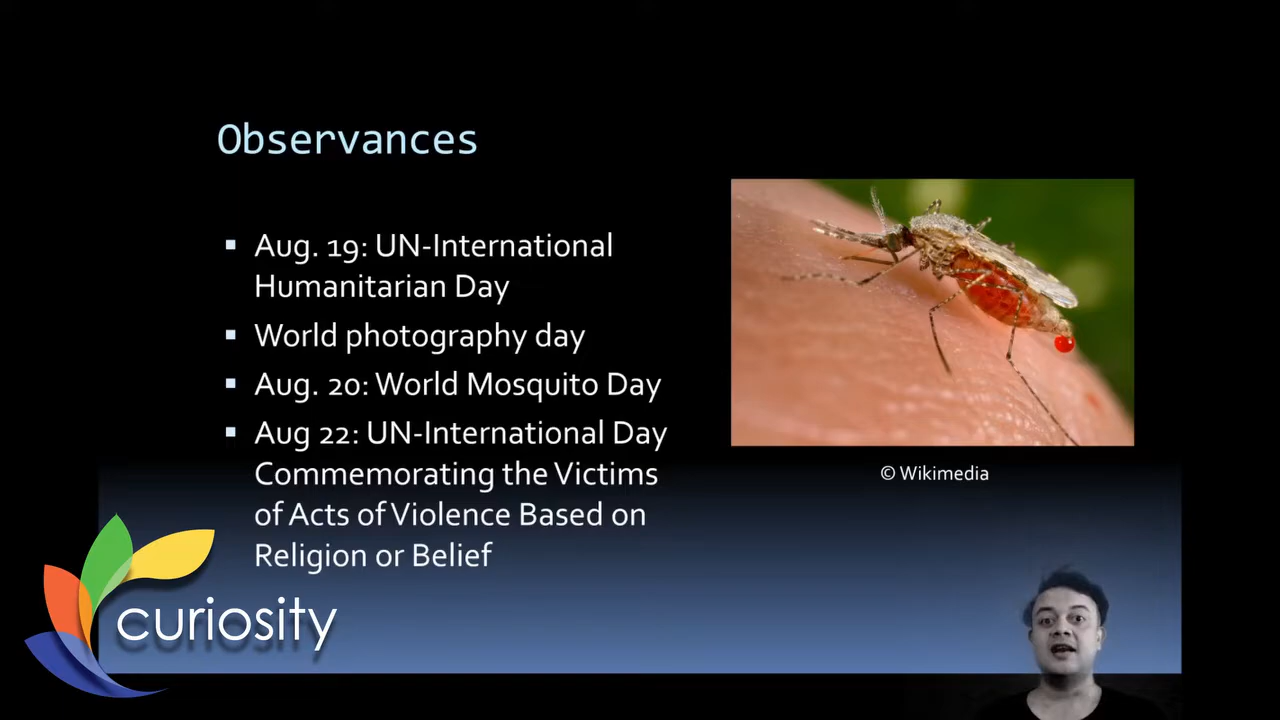 Observances
Aug. 19: UN-International
Humanitarian Day
World photography day
Aug. 20: World Mosquito Day
Aug 22: UN-International Day
Commemorating the Victims
of Acts of Violence Based on
Religion or Belief
© Wikimedia
curiosity